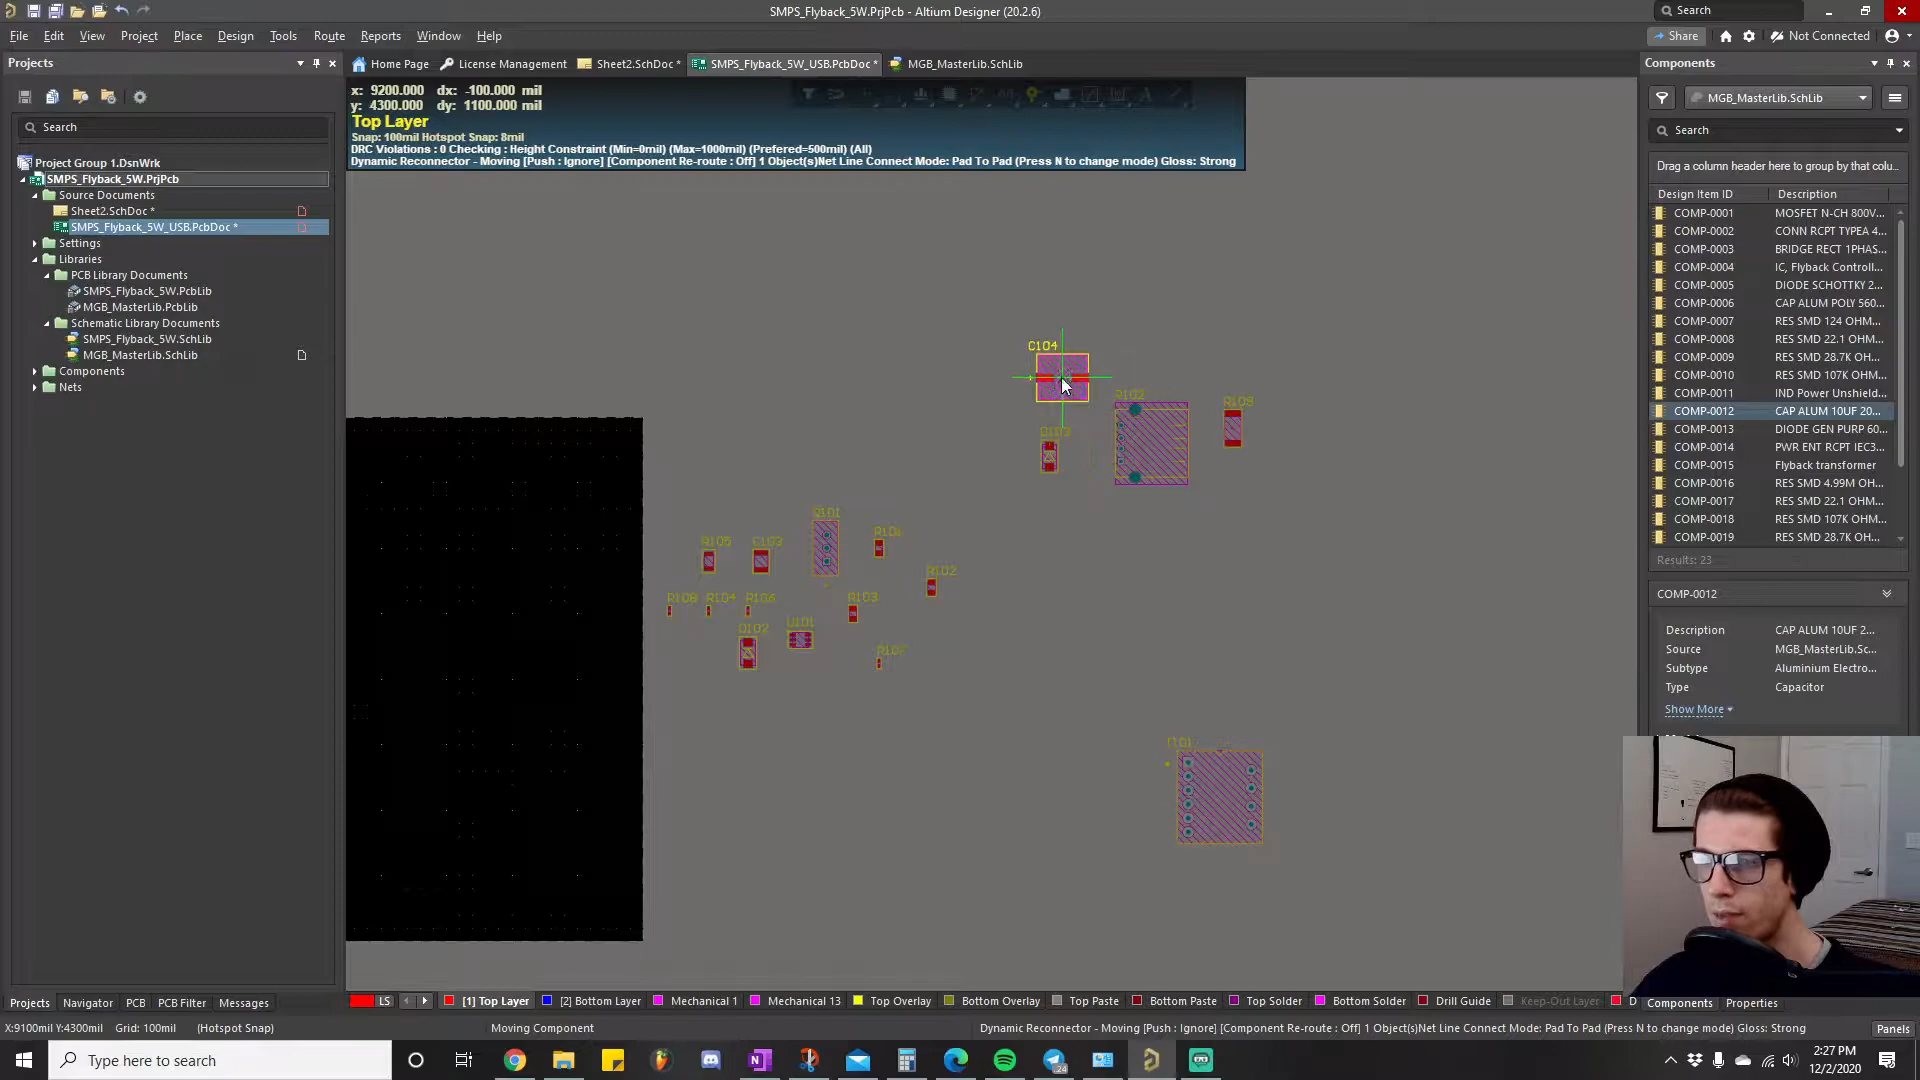 SMPS_Flyback_5W.PrjPcb - Altium Designer (20.2.6)
Search
File Edit View Project Place Design Tools Route Reports Window Help
Share Not Connected
Projects
Home Page License Management Sheet2.SchDoc * SMPS_Flyback_5W_USB.PcbDoc * MGB_MasterLib.SchLib
Components
Search
Project Group 1.DsnWrk
SMPS_Flyback_5W.PrjPcb
Source Documents
Sheet2.SchDoc *
SMPS_Flyback_5W_USB.PcbDoc *
Settings
Libraries
PCB Library Documents
SMPS_Flyback_5W.PcbLib
MGB_MasterLib.PcbLib
Schematic Library Documents
SMPS_Flyback_5W.SchLib
MGB_MasterLib.SchLib
Components
Nets
x: 9200.000 dx: -100.000 mil
y: 4300.000 dy: 1100.000 mil
Top Layer
Snap: 100mil Hotspot Snap: 8mil
DRC Violations : 0 Checking : Height Constraint (Min=0mil) (Max=1000mil) (Prefered=500mil) (All)
Dynamic Reconnector - Moving [Push : Ignore] [Component Re-route : Off] 1 Object(s)Net Line Connect Mode: Pad To Pad (Press N to change mode) Gloss: Strong
C104
R105 C103 R101
R102
R104 R106 R103
D102 U101
R107
MGB_MasterLib.SchLib
Search
Drag a column header here to group by that colu...
Design Item ID Description
COMP-0001 MOSFET N-CH 800V...
COMP-0002 CONN RCPT TYPEA 4...
COMP-0003 BRIDGE RECT 1PHAS...
COMP-0004 IC, Flyback Controll...
COMP-0005 DIODE SCHOTTKY 2...
COMP-0006 CAP ALUM POLY 560...
COMP-0007 RES SMD 124 OHM...
COMP-0008 RES SMD 22.1 OHM...
COMP-0009 RES SMD 28.7K OH...
COMP-0010 RES SMD 107K OHM...
COMP-0011 IND Power Unshield...
COMP-0012 CAP ALUM 10UF 20...
COMP-0013 DIODE GEN PURP 60...
COMP-0014 PWR ENT RCPT IEC3...
COMP-0015 Flyback transformer
COMP-0016 RES SMD 4.99M OH...
COMP-0017 RES SMD 22.1 OHM...
COMP-0018 RES SMD 107K OHM...
COMP-0019 RES SMD 28.7K OH...
Results: 23
COMP-0012
Description CAP ALUM 10UF 2...
Source MGB_MasterLib.Sc...
Subtype Aluminium Electro...
Type Capacitor
Show More
Projects Navigator PCB PCB Filter Messages
LS [1] Top Layer [2] Bottom Layer Mechanical 1 Mechanical 13 Top Overlay Bottom Overlay Top Paste Bottom Paste Top Solder Bottom Solder Drill Guide Keep-Out Layer D
Components Properties
X:9100mil Y:4300mil Grid: 100mil (Hotspot Snap) Moving Component Dynamic Reconnector - Moving [Push : Ignore] [Component Re-route : Off] 1 Object(s)Net Line Connect Mode: Pad To Pad (Press N to change mode) Gloss: Strong Panels
Type here to search
24
2:27 PM
12/2/2020